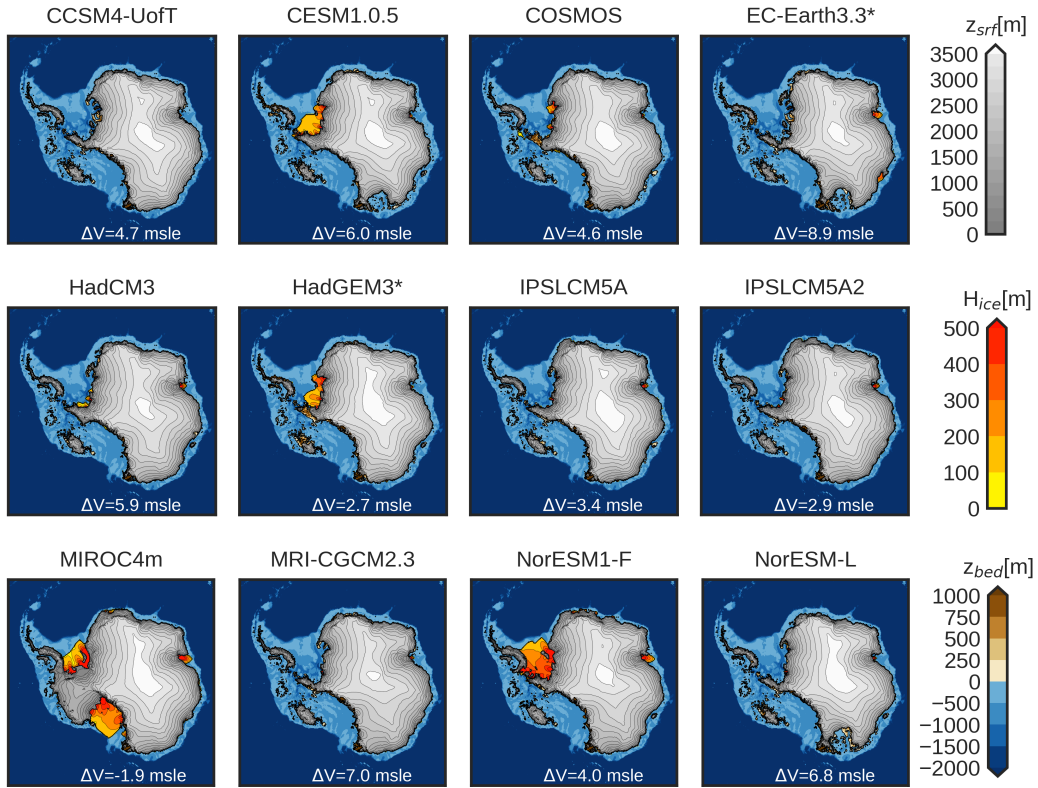 CCSM4-UofT
CESM1.0.5
COSMOS
EC-Earth3.3*
z_srf[m]
3500
3000
2500
2000
1500
1000
500
0
ΔV=4.7 msle
ΔV=6.0 msle
ΔV=4.6 msle
ΔV=8.9 msle
HadCM3
HadGEM3*
IPSLCM5A
IPSLCM5A2
H_ice[m]
500
400
300
200
100
0
ΔV=5.9 msle
ΔV=2.7 msle
ΔV=3.4 msle
ΔV=2.9 msle
MIROC4m
MRI-CGCM2.3
NorESM1-F
NorESM-L
z_bed[m]
1000
750
500
250
0
−500
−1000
−1500
−2000
ΔV=-1.9 msle
ΔV=7.0 msle
ΔV=4.0 msle
ΔV=6.8 msle